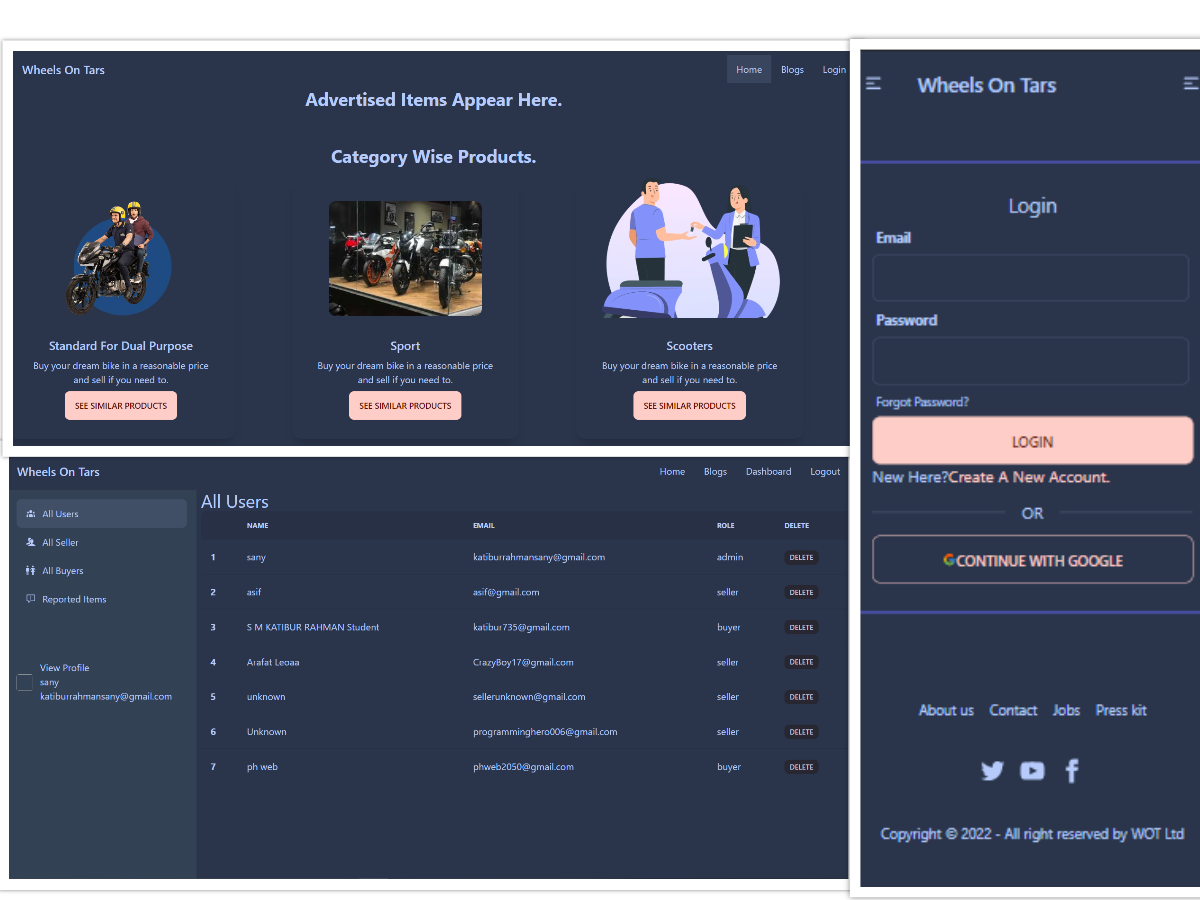 Wheels On Tars
Home Blogs Login
Advertised Items Appear Here.
Category Wise Products.
Standard For Dual Purpose
Buy your dream bike in a reasonable price
and sell if you need to.
SEE SIMILAR PRODUCTS
Sport
Buy your dream bike in a reasonable price
and sell if you need to.
SEE SIMILAR PRODUCTS
Scooters
Buy your dream bike in a reasonable price
and sell if you need to.
SEE SIMILAR PRODUCTS
Wheels On Tars
Home Blogs Dashboard Logout
All Users
All Seller
All Buyers
Reported Items
View Profile
sany
katiburrahmansany@gmail.com
All Users
NAME EMAIL ROLE DELETE
1 sany katiburrahmansany@gmail.com admin DELETE
2 asif asif@gmail.com seller DELETE
3 S M KATIBUR RAHMAN Student katibur735@gmail.com buyer DELETE
4 Arafat Leoaa CrazyBoy17@gmail.com seller DELETE
5 unknown sellerunknown@gmail.com seller DELETE
6 Unknown programminghero006@gmail.com seller DELETE
7 ph web phweb2050@gmail.com buyer DELETE
Wheels On Tars
Login
Email
Password
Forgot Password?
LOGIN
New Here?Create A New Account.
OR
CONTINUE WITH GOOGLE
About us Contact Jobs Press kit
Copyright © 2022 - All right reserved by WOT Ltd